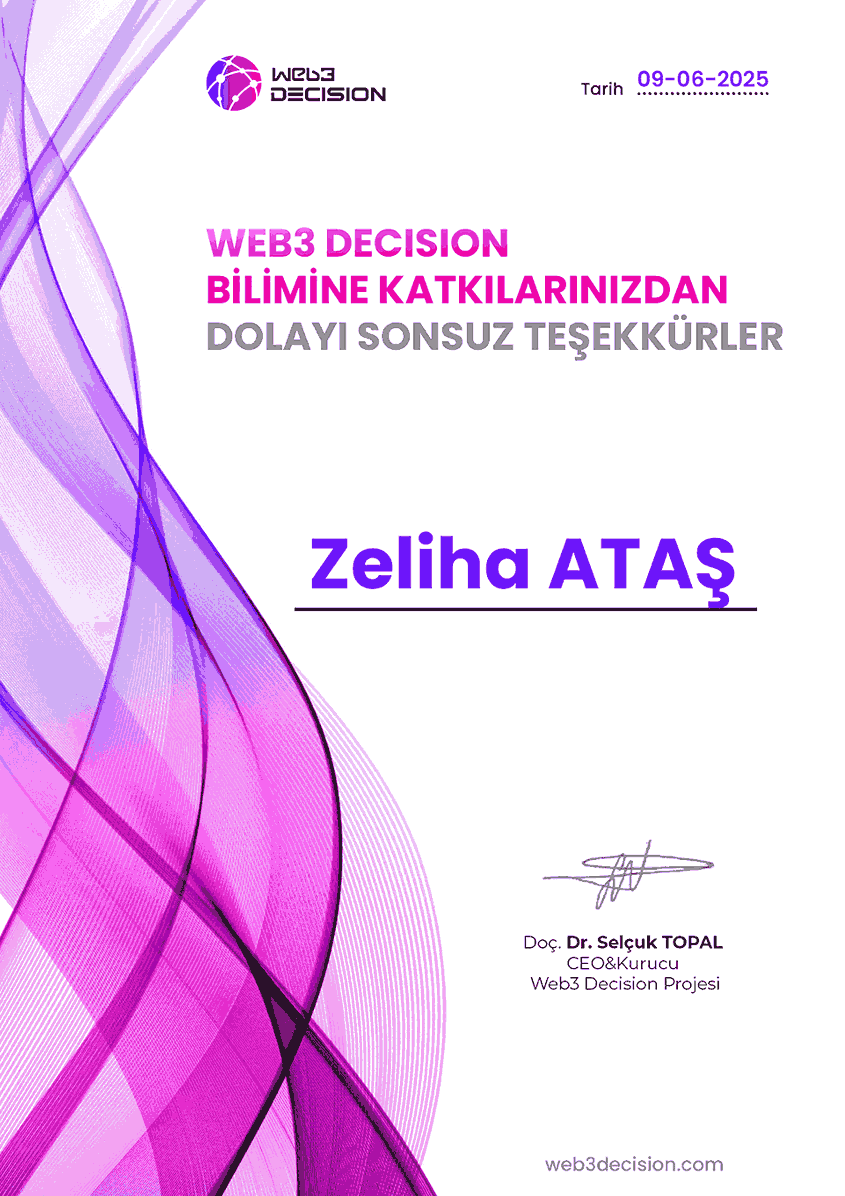 Web3
DECISION
Tarih 09-06-2025
WEB3 DECISION
BİLİMİNE KATKILARINIZDAN
DOLAYI SONSUZ TEŞEKKÜRLER
Zeliha ATAŞ
Doç. Dr. Selçuk TOPAL
CEO&Kurucu
Web3 Decision Projesi
web3decision.com